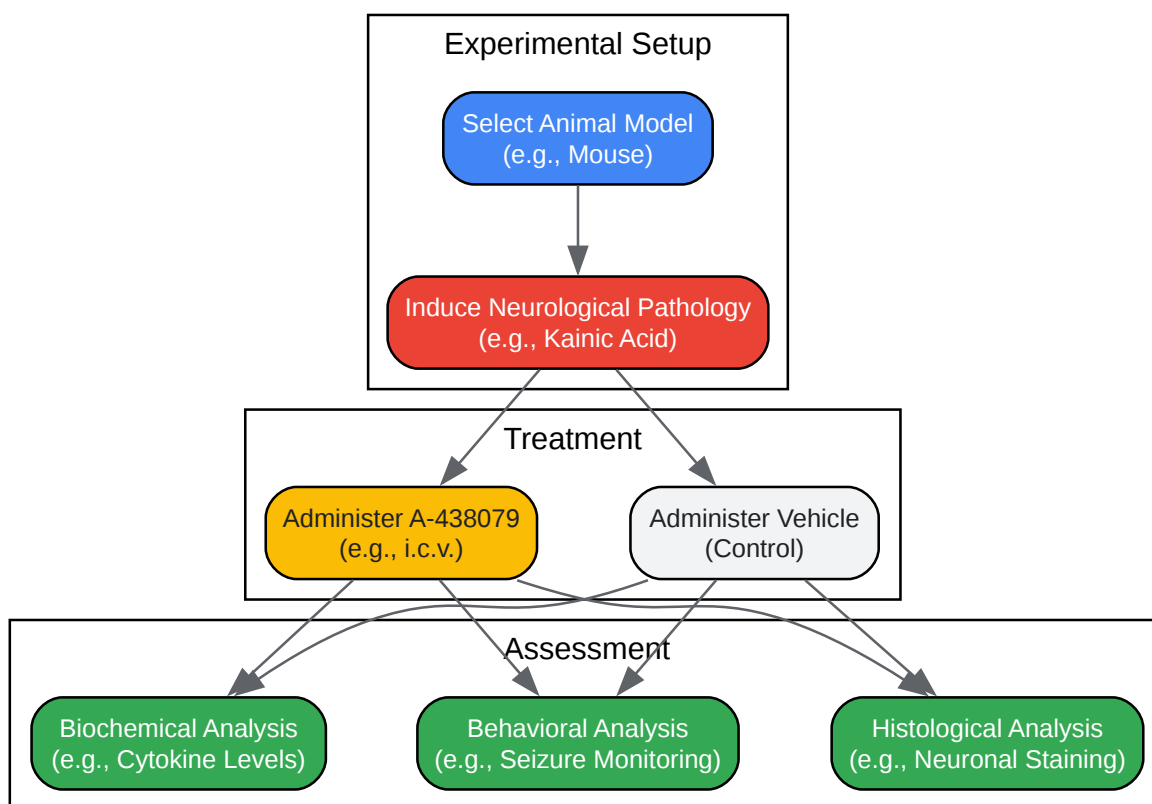 Experimental Setup
Select Animal Model
(e.g., Mouse)
Induce Neurological Pathology
(e.g., Kainic Acid)
Treatment
Administer A-438079
(e.g., i.c.v.)
Administer Vehicle
(Control)
Assessment
Biochemical Analysis
(e.g., Cytokine Levels)
Behavioral Analysis
(e.g., Seizure Monitoring)
Histological Analysis
(e.g., Neuronal Staining)